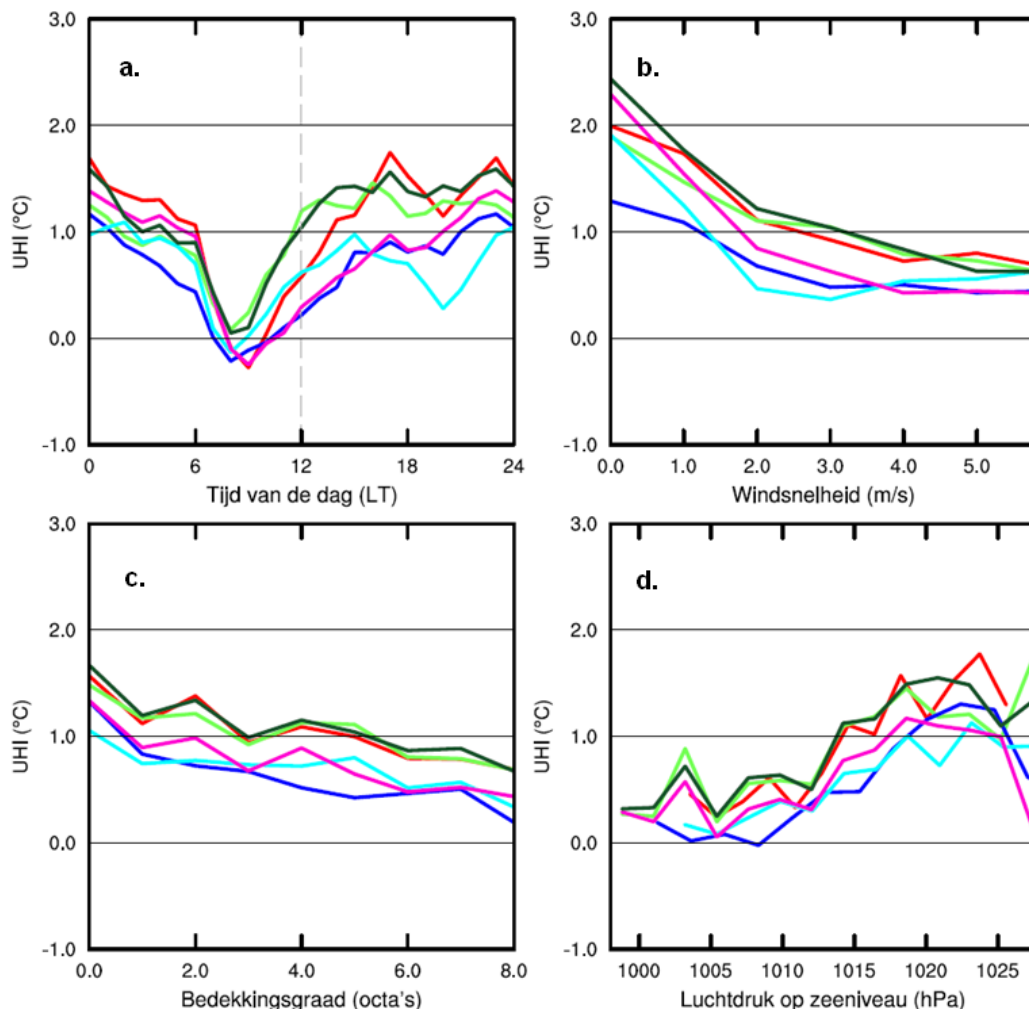 3.0
2.0
1.0
0.0
-1.0
UHI (°C)
a.
0 6 12 18 24
Tijd van de dag (LT)
3.0
2.0
1.0
0.0
-1.0
UHI (°C)
b.
0.0 1.0 2.0 3.0 4.0 5.0
Windsnelheid (m/s)
3.0
2.0
1.0
0.0
-1.0
UHI (°C)
c.
0.0 2.0 4.0 6.0 8.0
Bedekkingsgraad (octa's)
3.0
2.0
1.0
0.0
-1.0
UHI (°C)
d.
1000 1005 1010 1015 1020 1025
Luchtdruk op zeeniveau (hPa)